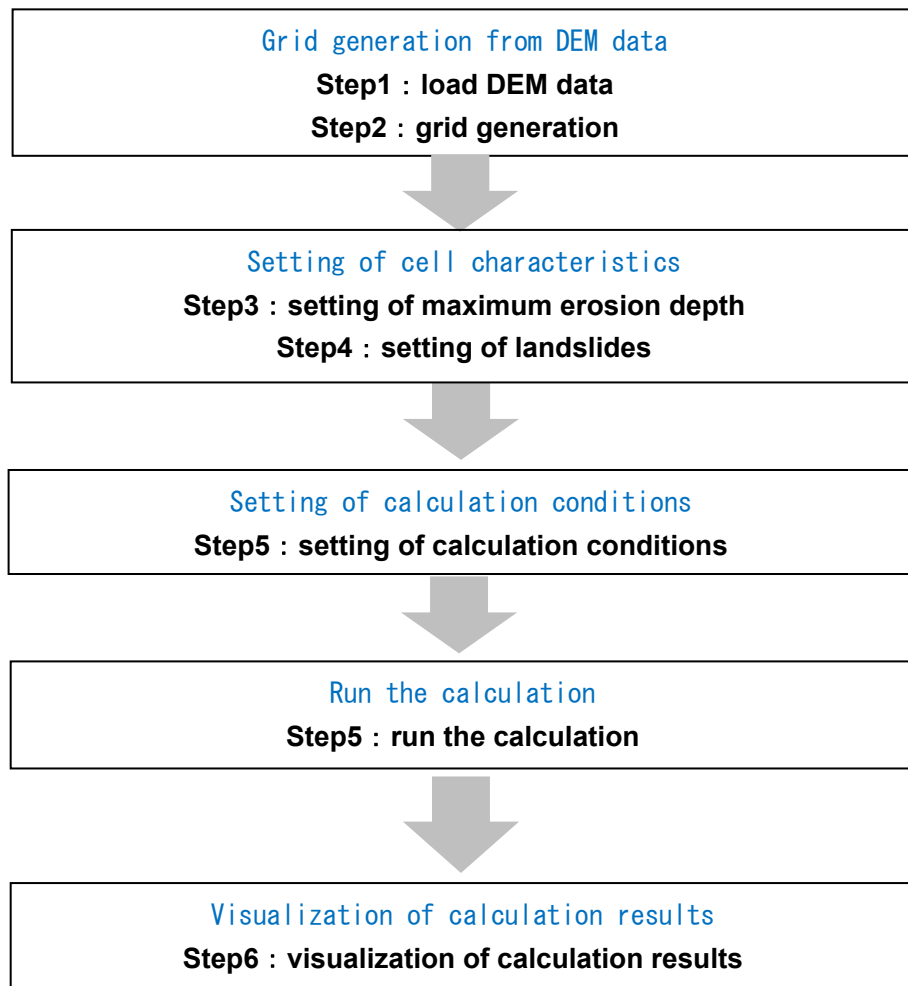 Grid generation from DEM data
Step1：load DEM data
Step2：grid generation
Setting of cell characteristics
Step3：setting of maximum erosion depth
Step4：setting of landslides
Setting of calculation conditions
Step5：setting of calculation conditions
Run the calculation
Step5：run the calculation
Visualization of calculation results
Step6：visualization of calculation results